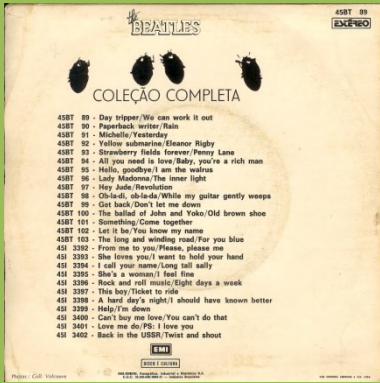 45BT 89
ESTÉREO
the BEATLES
COLEÇÃO COMPLETA
45BT 89 - Day tripper/We can work it out
45BT 90 - Paperback writer/Rain
45BT 91 - Michelle/Yesterday
45BT 92 - Yellow submarine/Eleanor Rigby
45BT 93 - Strawberry fields forever/Penny Lane
45BT 94 - All you need is love/Baby, you're a rich man
45BT 95 - Hello, goodbye/I am the walrus
45BT 96 - Lady Madonna/The inner light
45BT 97 - Hey Jude/Revolution
45BT 98 - Ob-la-di, ob-la-da/While my guitar gently weeps
45BT 99 - Get back/Don't let me down
45BT 100 - The ballad of John and Yoko/Old brown shoe
45BT 101 - Something/Come together
45BT 102 - Let it be/You know my name
45BT 103 - The long and winding road/For you blue
45I 3392 - From me to you/Please, please me
45I 3393 - She loves you/I want to hold your hand
45I 3394 - I call your name/Long tall sally
45I 3395 - She's a woman/I feel fine
45I 3396 - Rock and roll music/Eight days a week
45I 3397 - This boy/Ticket to ride
45I 3398 - A hard day's night/I should have known better
45I 3399 - Help/I'm down
45I 3400 - Can't buy me love/You can't do that
45I 3401 - Love me do/PS: I love you
45I 3402 - Back in the USSR/Twist and shout
EMI
DISCO É CULTURA